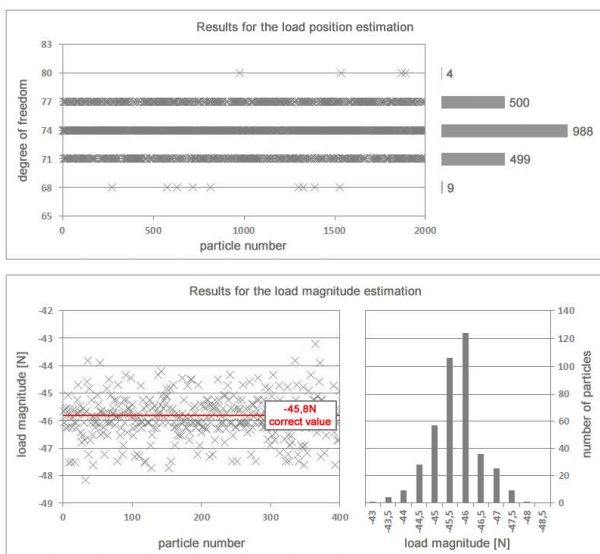 Results for the load position estimation
degree of freedom
83
80
77
74
71
68
65
0 500 1000 1500 2000
particle number
4
500
988
499
9
Results for the load magnitude estimation
load magnitude [N]
-42
-43
-44
-45
-46
-47
-48
-49
0 100 200 300 400
particle number
-45,8N
correct value
140
120
100
80
60
40
20
0
number of particles
-43 -43,5 -44 -44,5 -45 -45,5 -46 -46,5 -47 -47,5 -48 -48,5
load magnitude [N]